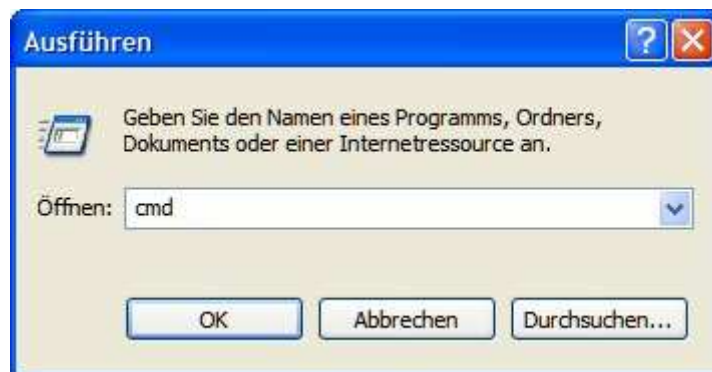 Ausführen
Geben Sie den Namen eines Programms, Ordners,
Dokuments oder einer Internetressource an.
Öffnen: cmd
OK Abbrechen Durchsuchen...